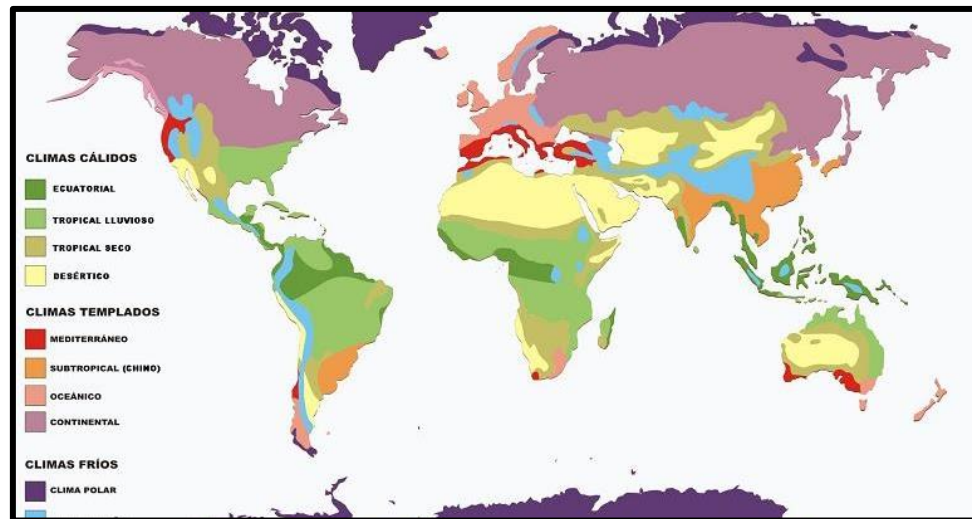 CLIMAS CÁLIDOS
ECUATORIAL
TROPICAL LLUVIOSO
TROPICAL SECO
DESÉRTICO
CLIMAS TEMPLADOS
MEDITERRÁNEO
SUBTROPICAL (CHINO)
OCEÁNICO
CONTINENTAL
CLIMAS FRÍOS
CLIMA POLAR